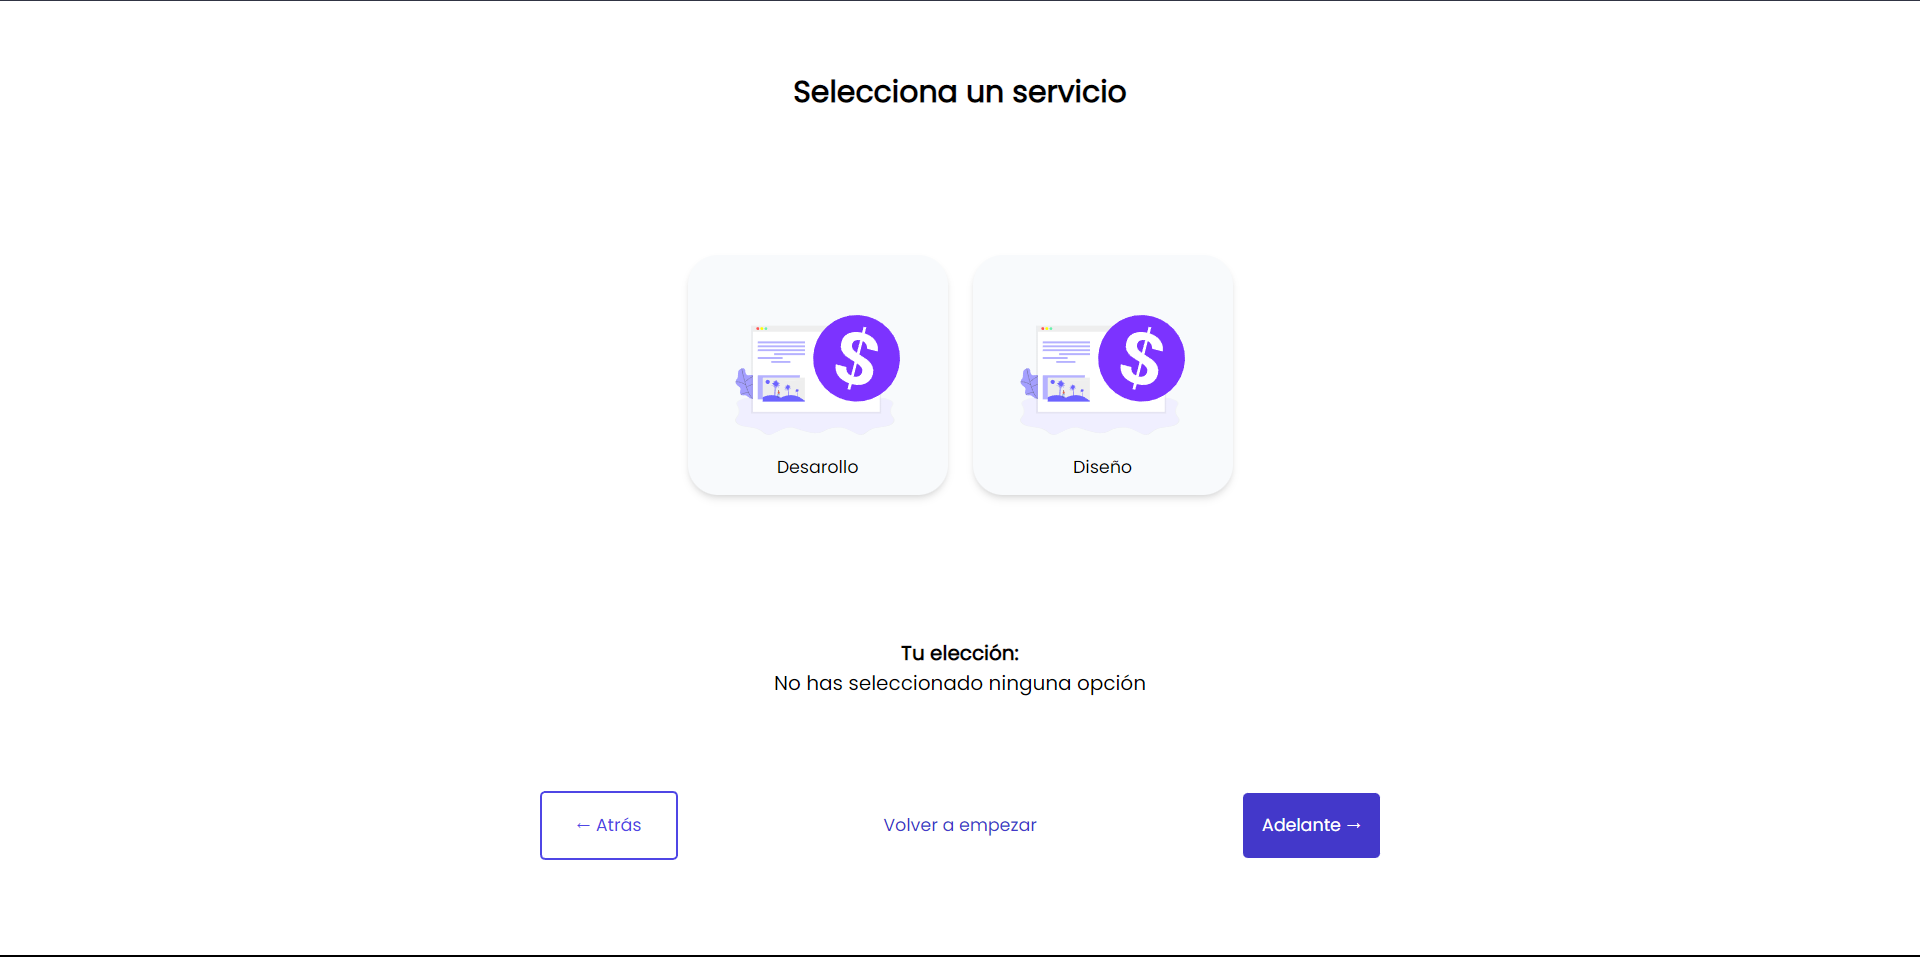 Selecciona un servicio
$ $
Desarollo Diseño
Tu elección:
No has seleccionado ninguna opción
← Atrás Volver a empezar Adelante →